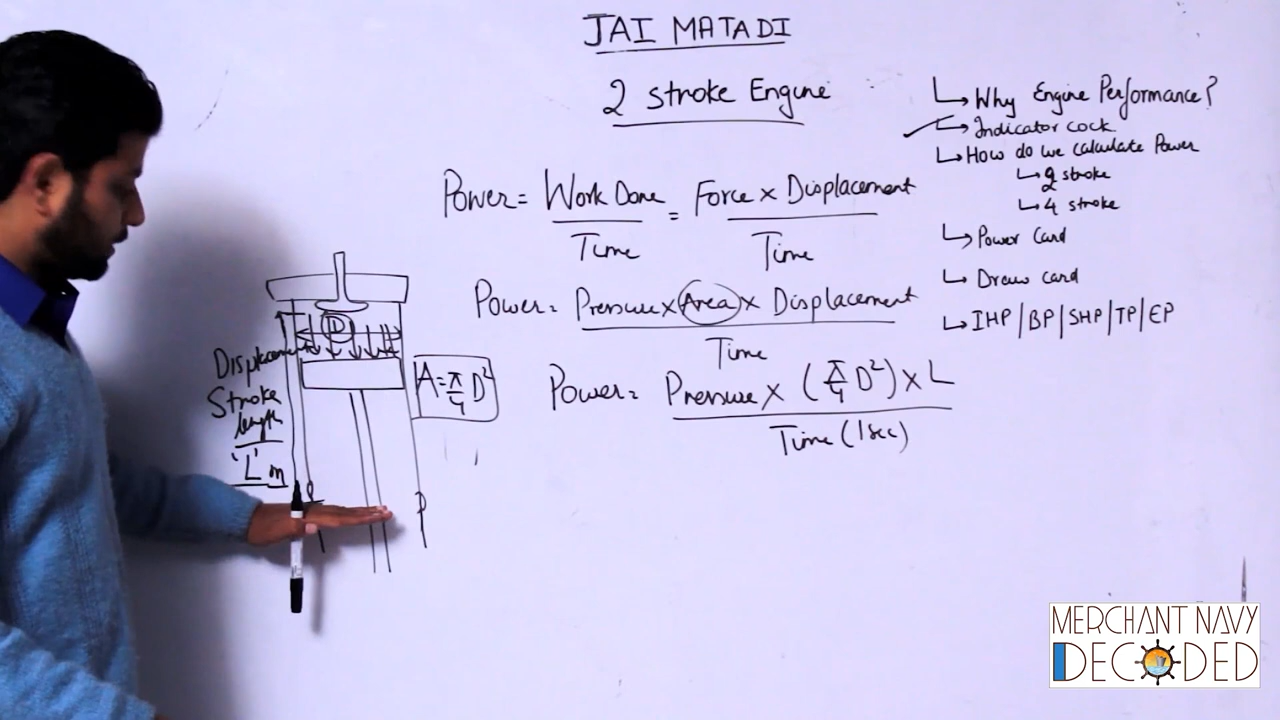 JAI MATA DI
2 Stroke Engine
Power = Work Done / Time = Force x Displacement / Time
Power = Pressure x Area x Displacement / Time
Power = Pressure x (π/4 D²) x L / Time (1sec)
D
Displacement
Stroke
length
'L' m
A = π/4 D²
↳ Why Engine Performance?
↳ Indicator cock
↳ How do we calculate Power
↳ 2 stroke
↳ 4 stroke
↳ Power Card
↳ Draw card
↳ IHP / BP / SHP / TP / EP
MERCHANT NAVY
DECODED